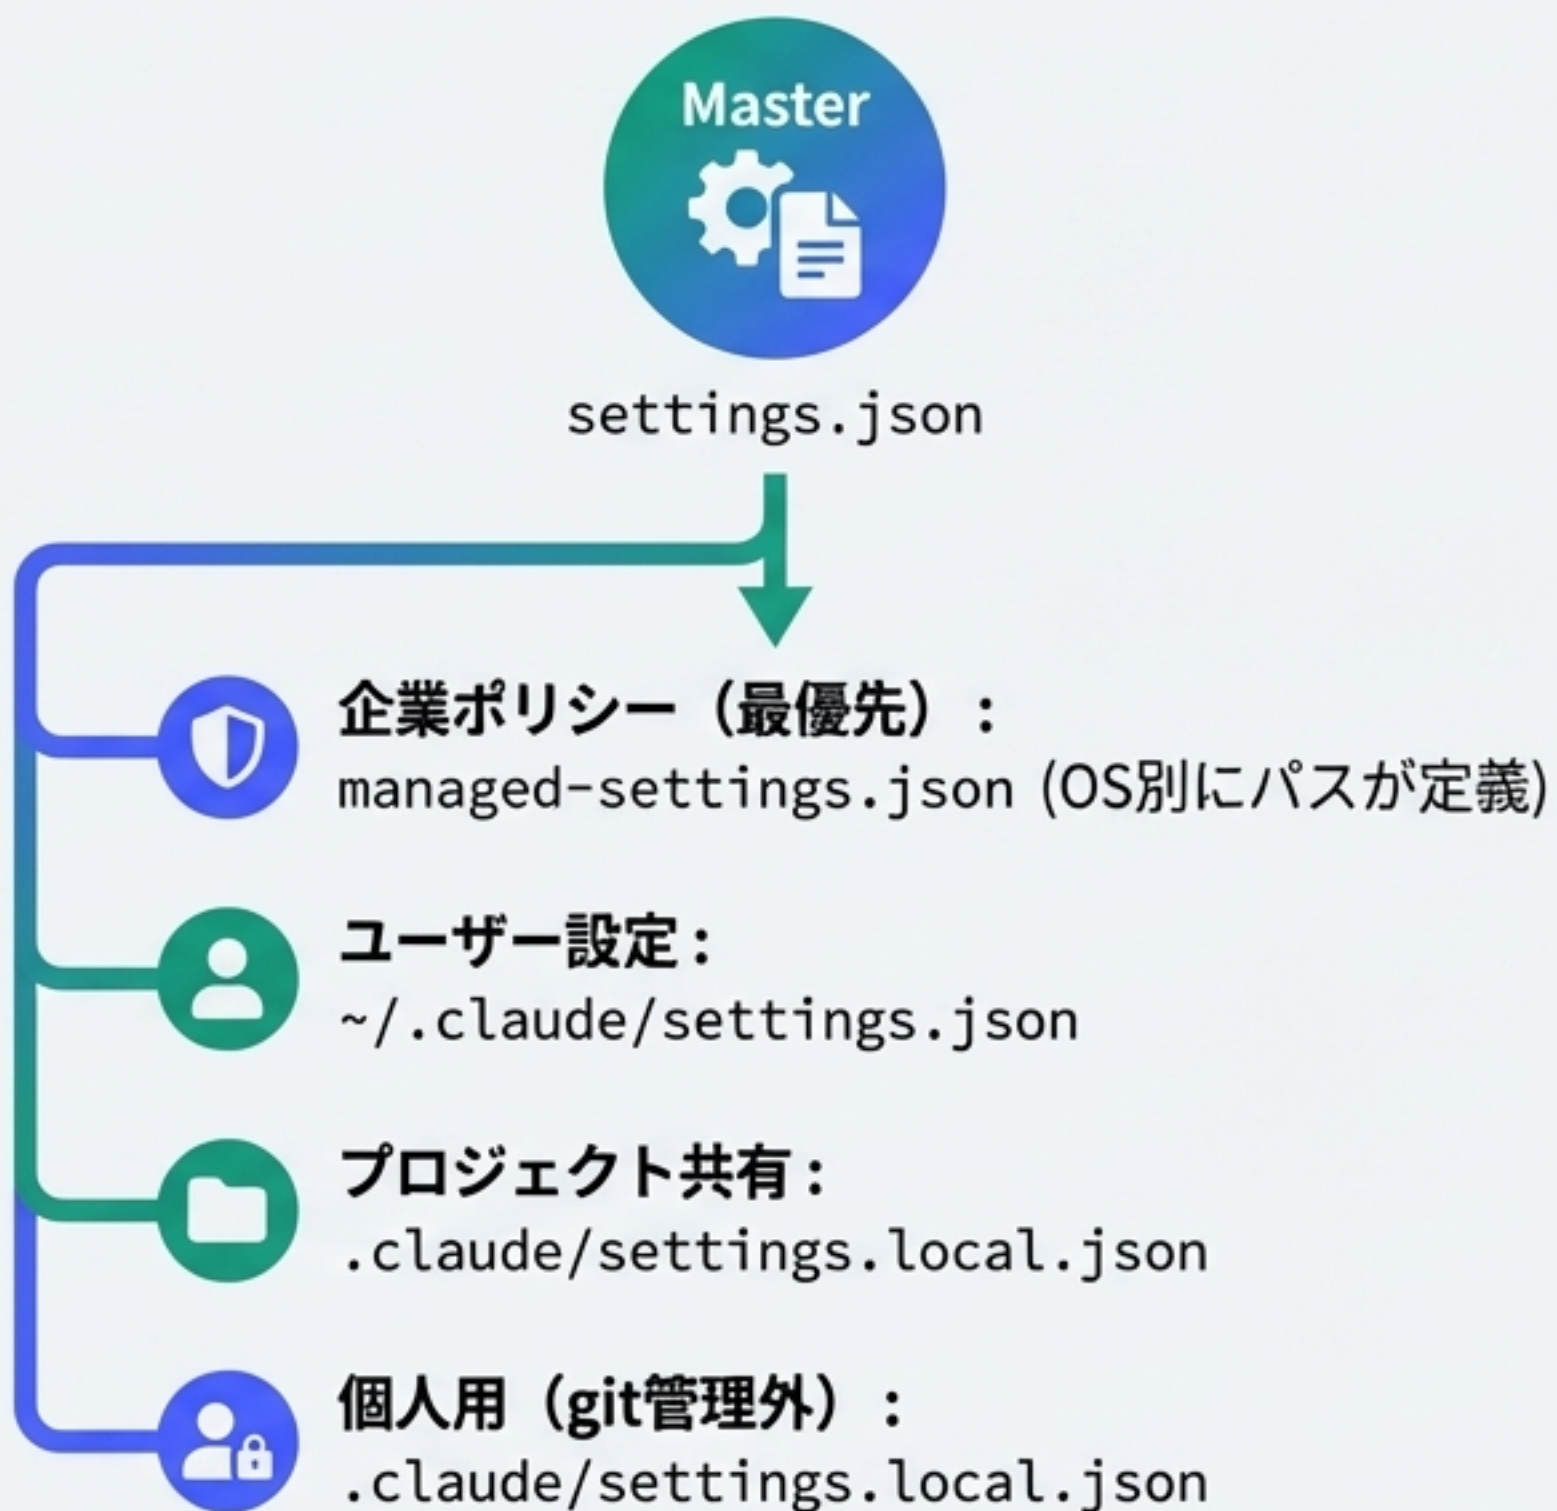 Master
settings.json
企業ポリシー（最優先）:
managed-settings.json (OS別にパスが定義)
ユーザー設定:
~/.claude/settings.json
プロジェクト共有:
.claude/settings.local.json
個人用（git管理外）:
.claude/settings.local.json